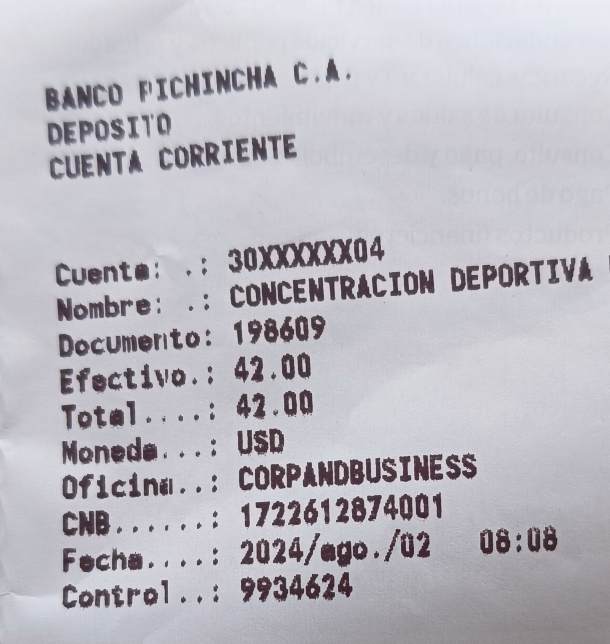 BANCO PICHINCHA C.A.
DEPOSITO
CUENTA CORRIENTE
Cuenta: .: 30XXXXXX04
Nombre: .: CONCENTRACION DEPORTIVA
Documento: 198609
Efectivo.: 42.00
Total....: 42.00
Moneda...: USD
Oficina..: CORPANDBUSINESS
CNB......: 1722612874001
Fecha....: 2024/ago./02 08:08
Control..: 9934624